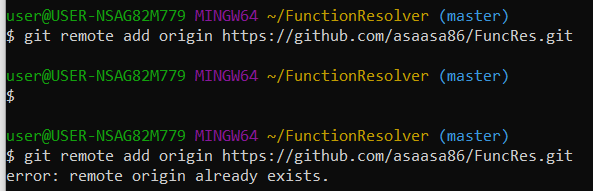 user@USER-NSAG82M779 MINGW64 ~/FunctionResolver (master)
$ git remote add origin https://github.com/asaasa86/FuncRes.git
user@USER-NSAG82M779 MINGW64 ~/FunctionResolver (master)
$
user@USER-NSAG82M779 MINGW64 ~/FunctionResolver (master)
$ git remote add origin https://github.com/asaasa86/FuncRes.git
error: remote origin already exists.